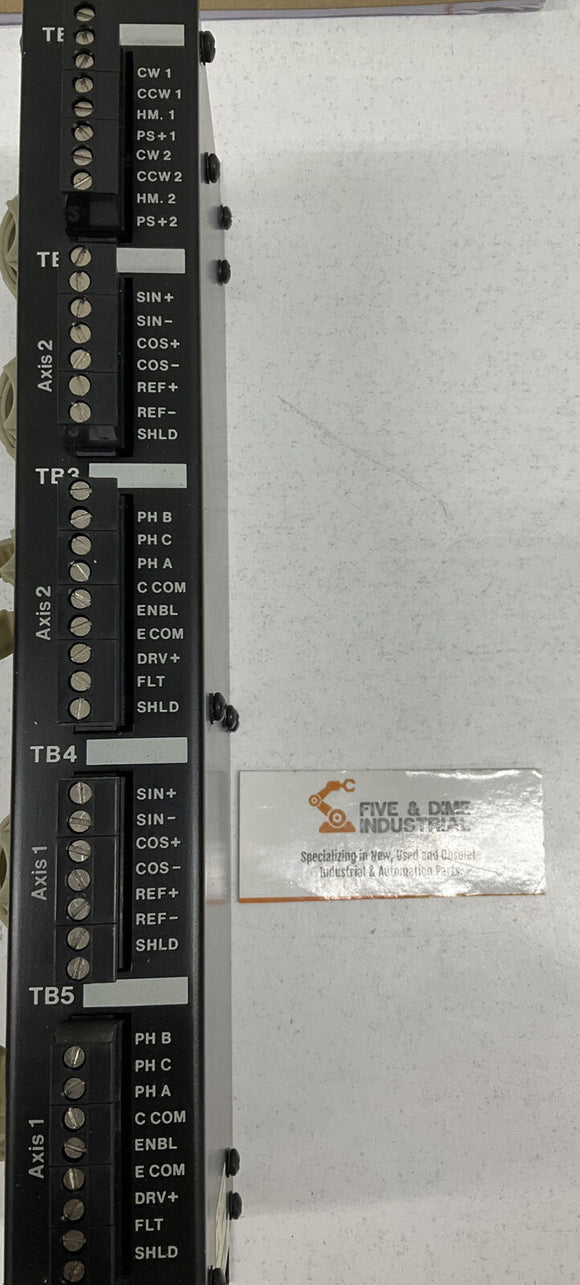 TB
CW 1
CCW 1
HM. 1
PS+1
CW 2
CCW 2
HM. 2
PS+2
TB
Axis 2
SIN+
SIN-
COS+
COS-
REF+
REF-
SHLD
TB3
Axis 2
PH B
PH C
PH A
C COM
ENBL
E COM
DRV+
FLT
SHLD
TB4
Axis 1
SIN+
SIN-
COS+
COS-
REF+
REF-
SHLD
TB5
Axis 1
PH B
PH C
PH A
C COM
ENBL
E COM
DRV+
FLT
SHLD
FIVE & DIME
INDUSTRIAL
Specializing in New, Used and Obsolete
Industrial & Automation Parts